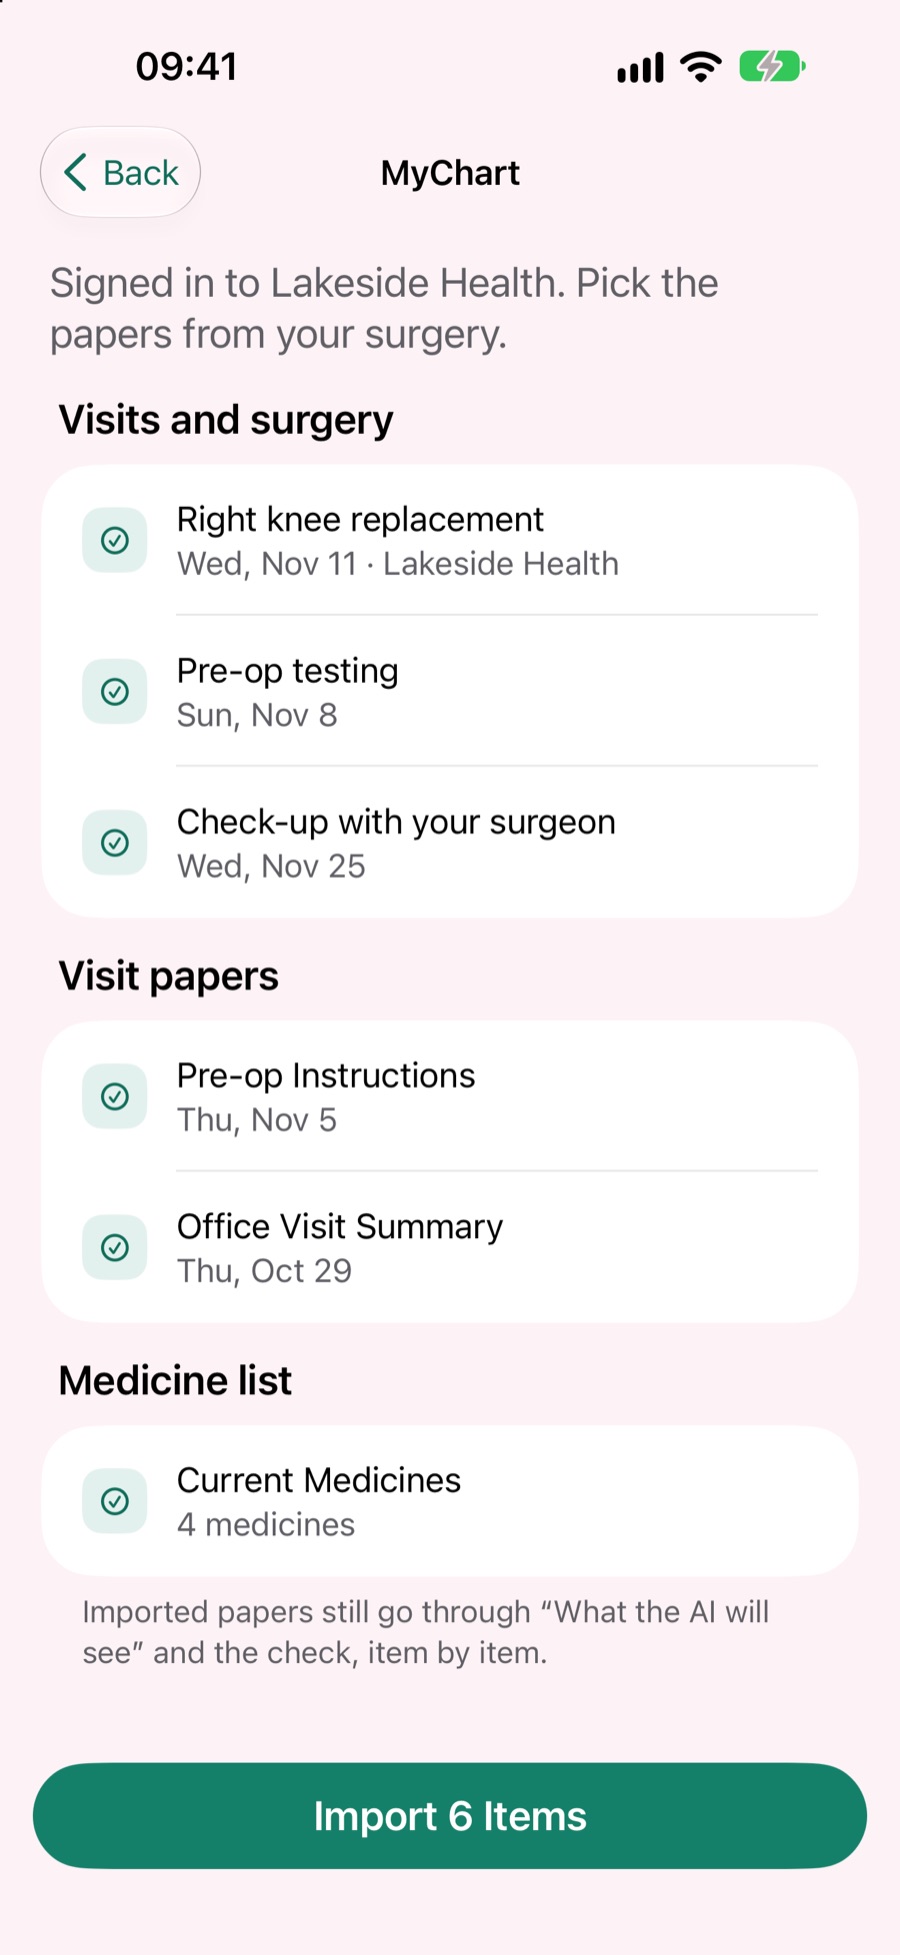 09:41
Back
MyChart
Signed in to Lakeside Health. Pick the
papers from your surgery.
Visits and surgery
Right knee replacement
Wed, Nov 11 · Lakeside Health
Pre-op testing
Sun, Nov 8
Check-up with your surgeon
Wed, Nov 25
Visit papers
Pre-op Instructions
Thu, Nov 5
Office Visit Summary
Thu, Oct 29
Medicine list
Current Medicines
4 medicines
Imported papers still go through “What the AI will
see” and the check, item by item.
Import 6 Items